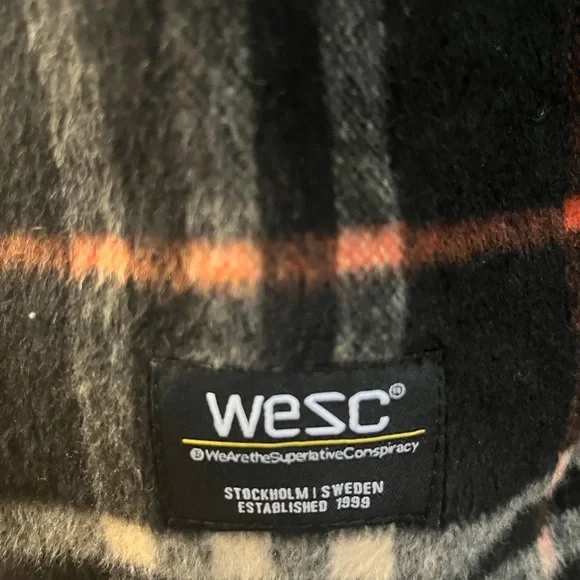 wesc®
WeAretheSuperlativeConspiracy
STOCKHOLM | SWEDEN
ESTABLISHED 1999